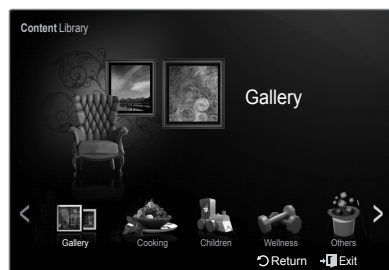 Content Library
Gallery
Gallery
Cooking
Children
Wellness
Others
Return
Exit